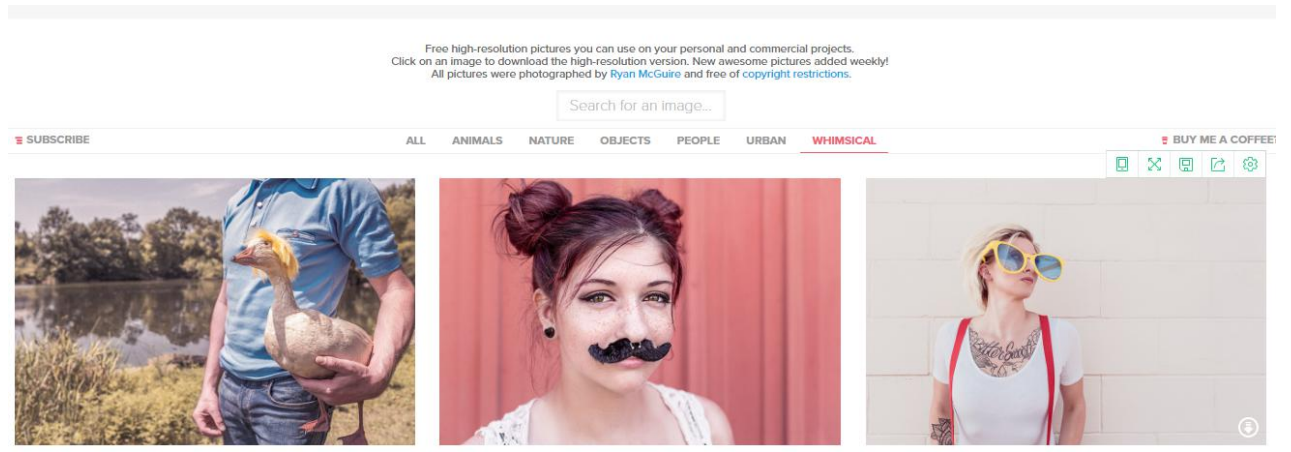 Free high-resolution pictures you can use on your personal and commercial projects.
Click on an image to download the high-resolution version. New awesome pictures added weekly!
All pictures were photographed by Ryan McGuire and free of copyright restrictions.
Search for an image...
SUBSCRIBE
ALL ANIMALS NATURE OBJECTS PEOPLE URBAN WHIMSICAL
BUY ME A COFFEE